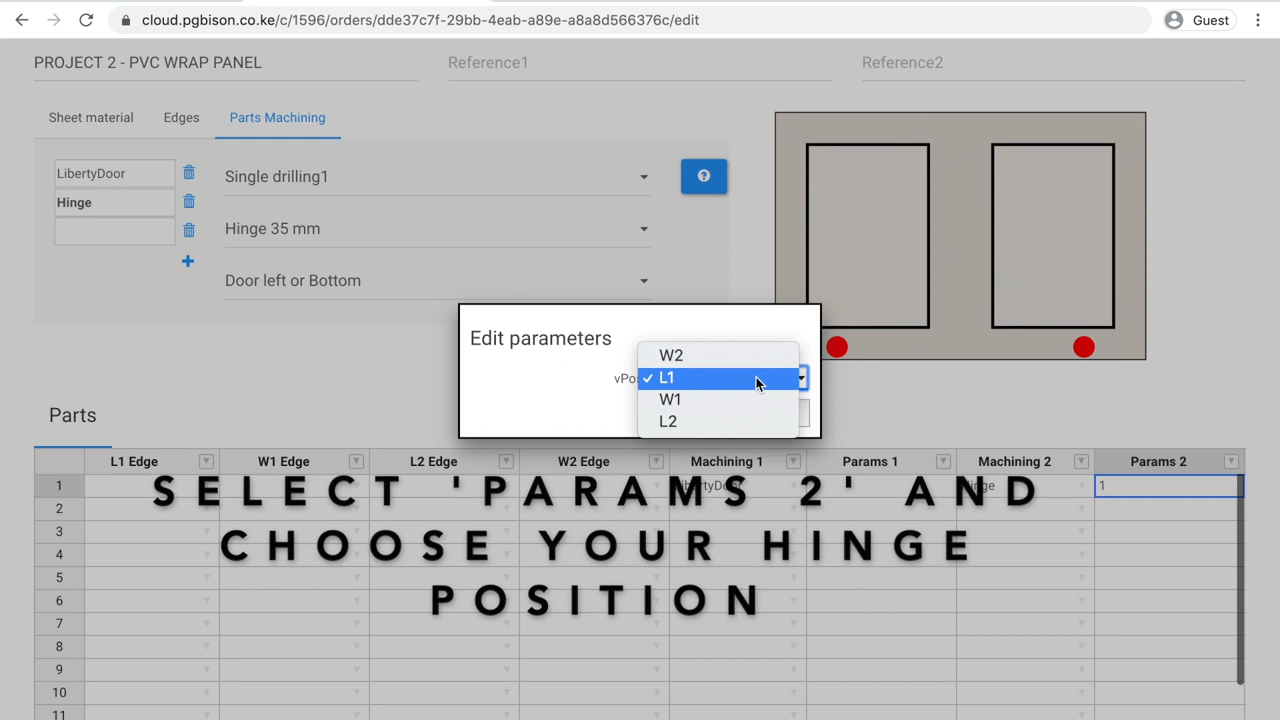 cloud.pgbison.co.ke/c/1596/orders/dde37c7f-29bb-4eab-a89e-a8a8d566376c/edit
Guest
PROJECT 2 - PVC WRAP PANEL
Reference1
Reference2
Sheet material
Edges
Parts Machining
LibertyDoor
Hinge
Single drilling1
?
Hinge 35 mm
Door left or Bottom
Edit parameters
W2
L1
W1
L2
Parts
L1 Edge W1 Edge L2 Edge W2 Edge Machining 1 Params 1 Machining 2 Params 2
1 1
SELECT 'PARAMS 2' AND
CHOOSE YOUR HINGE
POSITION
2
3
4
5
6
7
8
9
10
11